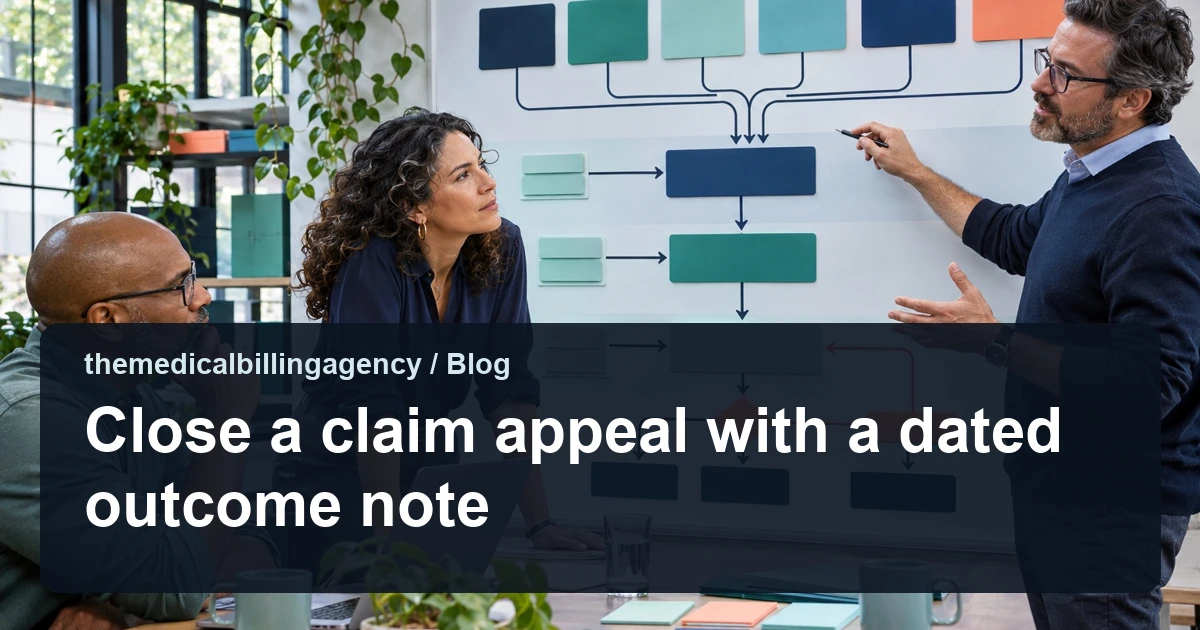 themedicalbillingagency / Blog
Close a claim appeal with a dated
outcome note